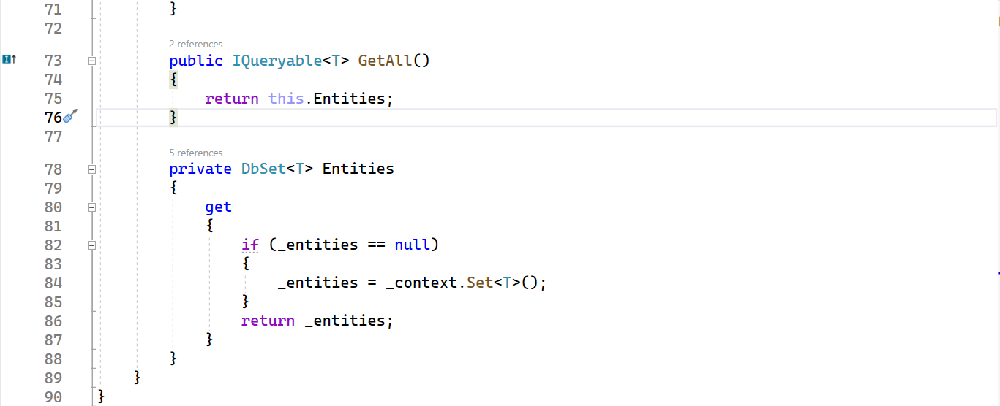 71 }
72
2 references
73 public IQueryable<T> GetAll()
74 {
75 return this.Entities;
76 }
77
5 references
78 private DbSet<T> Entities
79 {
80 get
81 {
82 if (_entities == null)
83 {
84 _entities = _context.Set<T>();
85 }
86 return _entities;
87 }
88 }
89 }
90 }